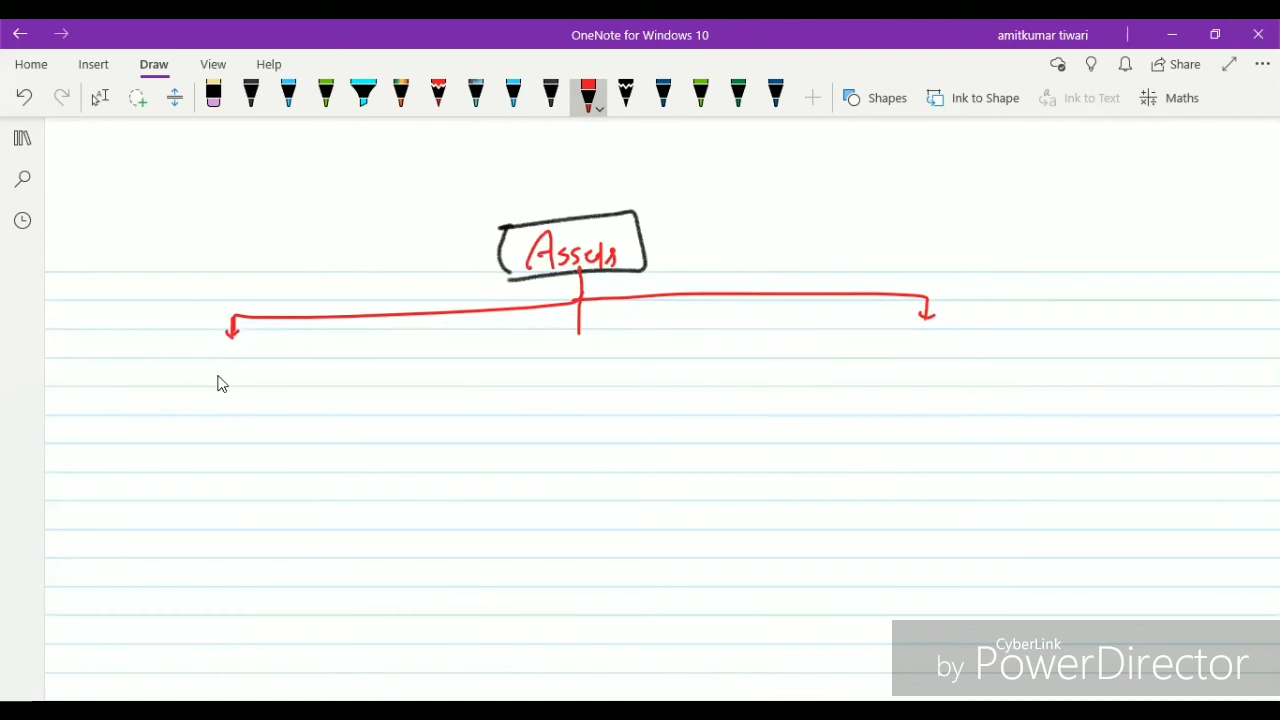 OneNote for Windows 10
amitkumar tiwari
Home Insert Draw View Help
Share
Shapes Ink to Shape Ink to Text Maths
Assets
CyberLink
by PowerDirector